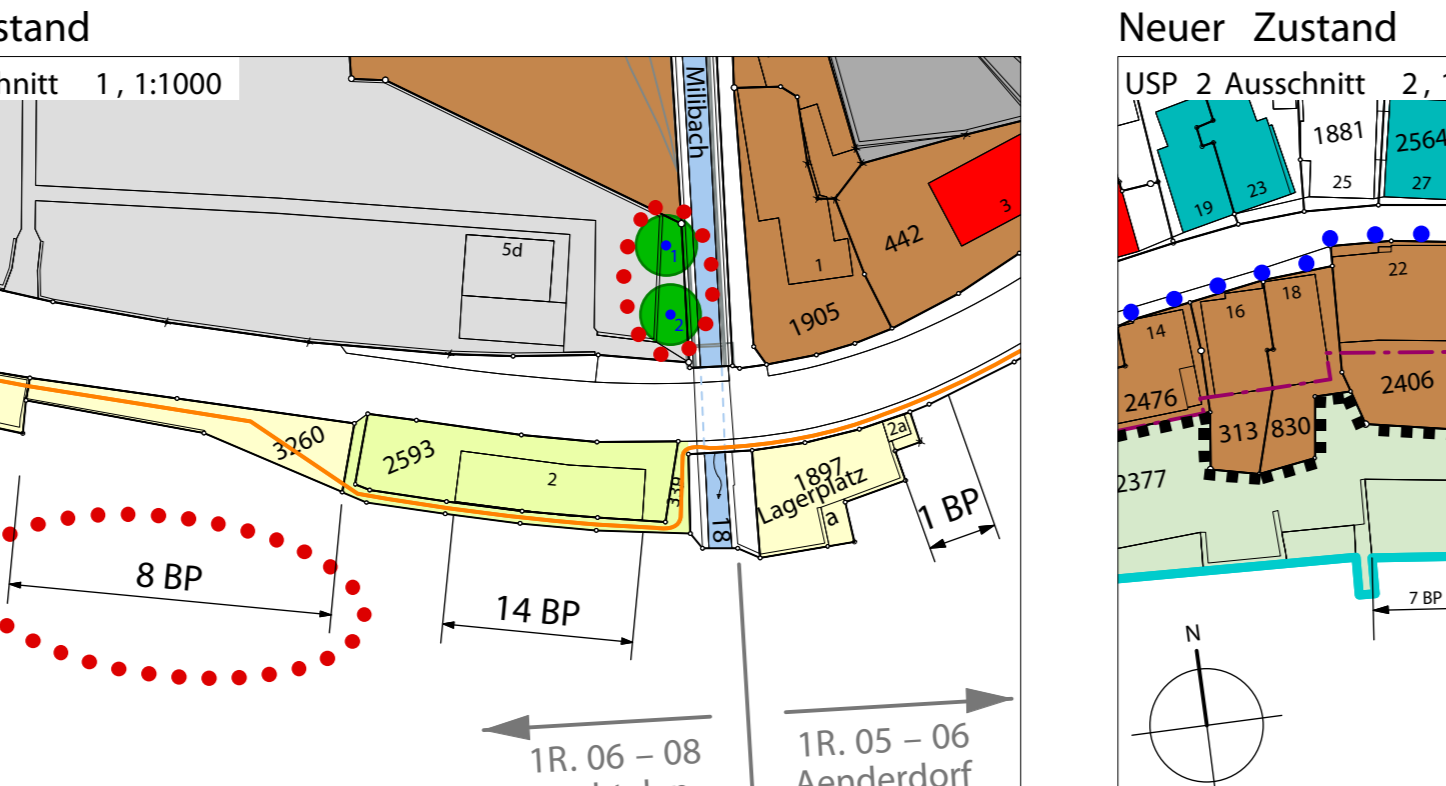 stand
hnitt 1, 1:1000
Milibach
5d
1
2
1
1905
442
3
3260
2593
2
339
18
1897
Lagerplatz
2a
a
8 BP
14 BP
1 BP
1R. 06 – 08
1R. 05 – 06
Aenderdorf
Neuer Zustand
USP 2 Ausschnitt 2,
19
23
1881
25
2564
27
14
16
18
22
2476
313
830
2406
2377
7 BP
N